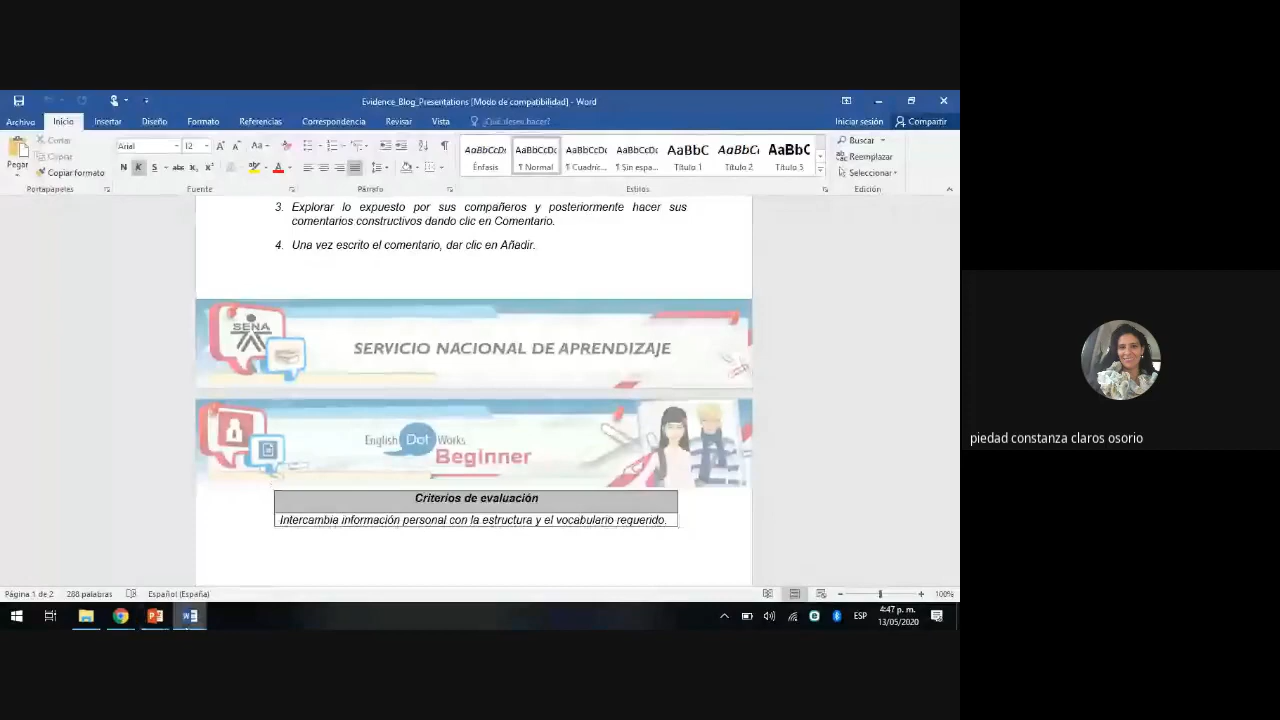 Evidence_Blog_Presentations [Modo de compatibilidad] - Word
Archivo Inicio Insertar Diseño Formato Referencias Correspondencia Revisar Vista ¿Qué desea hacer? Iniciar sesión Compartir
Pegar
Cortar
Copiar
Copiar formato
Portapapeles
Arial 12
N K S abc x₂ x²
Fuente
Párrafo
AaBbCcDc AaBbCcDc AaBbCcDc AaBbCcDc AaBbC AaBbC AaBbC
Énfasis ¶ Normal ¶ Cuadríc... ¶ Sin espa... Título 1 Título 2 Título 3
Estilos
Buscar
Reemplazar
Seleccionar
Edición
3. Explorar lo expuesto por sus compañeros y posteriormente hacer sus
comentarios constructivos dando clic en Comentario.
4. Una vez escrito el comentario, dar clic en Añadir.
SENA
SERVICIO NACIONAL DE APRENDIZAJE
English Dot Works
Beginner
Criterios de evaluación
Intercambia información personal con la estructura y el vocabulario requerido.
piedad constanza claros osorio
Página 1 de 2 288 palabras Español (España) 100%
ESP
4:47 p. m.
13/05/2020